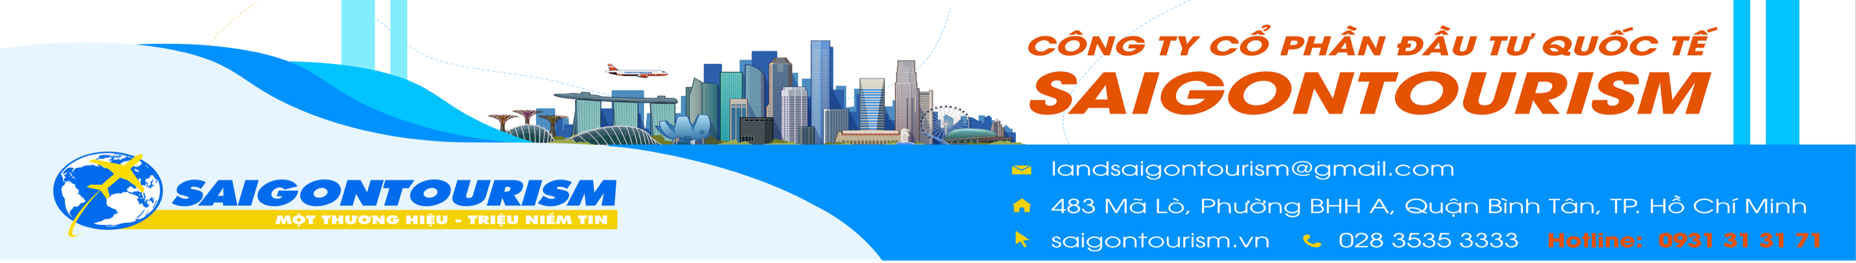 CÔNG TY CỔ PHẦN ĐẦU TƯ QUỐC TẾ
SAIGONTOURISM
SAIGONTOURISM
MỘT THƯƠNG HIỆU - TRIỆU NIỀM TIN
landsaigontourism@gmail.com
483 Mã Lò, Phường BHH A, Quận Bình Tân, TP. Hồ Chí Minh
saigontourism.vn 028 3535 3333 Hotline: 0931 31 31 71